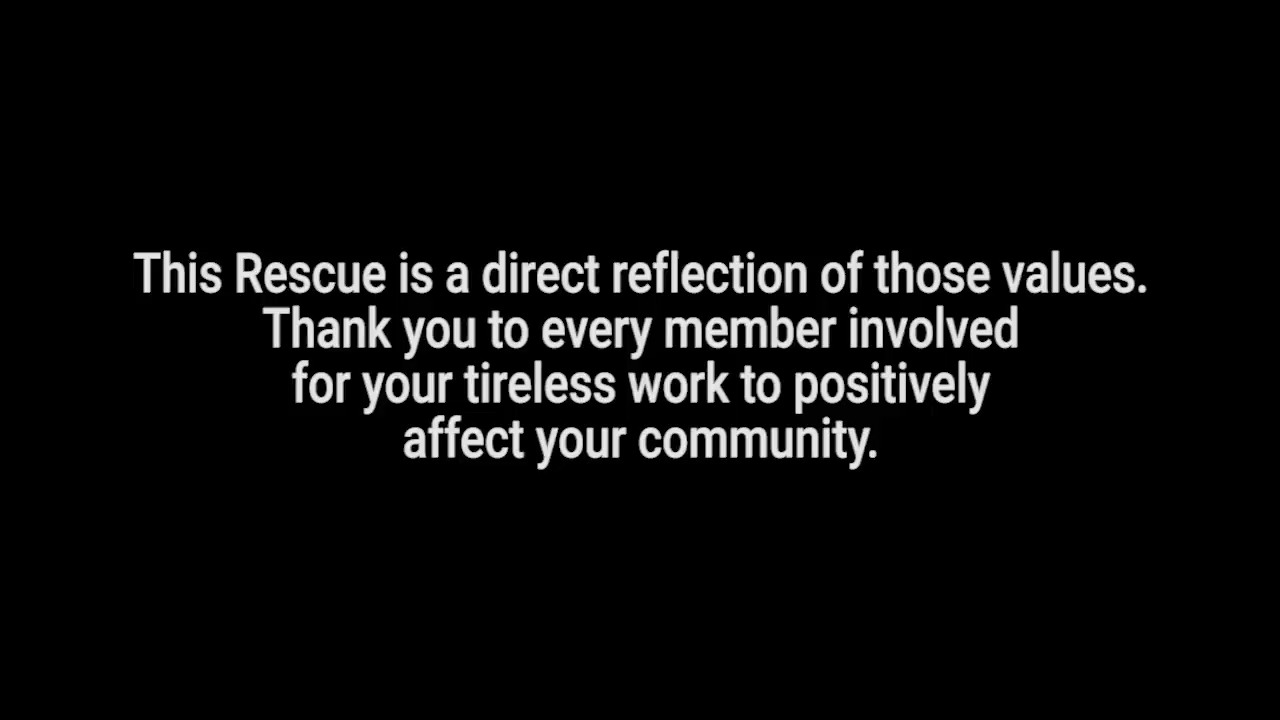 This Rescue is a direct reflection of those values.
Thank you to every member involved
for your tireless work to positively
affect your community.